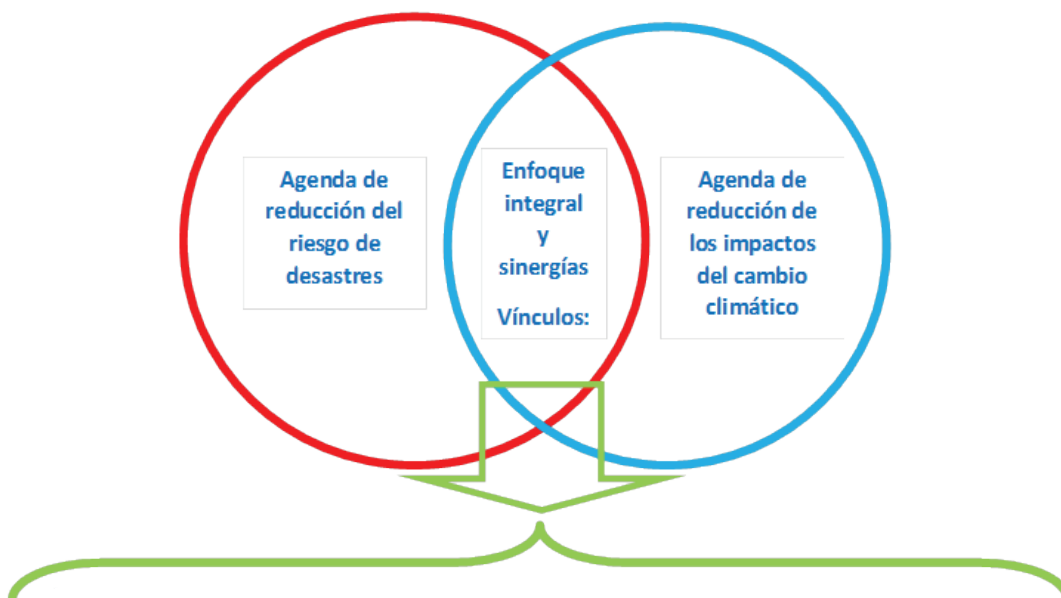 Agenda de
reducción del
riesgo de
desastres
Enfoque
integral
y
sinergías
Vínculos:
Agenda de
reducción de
los impactos
del cambio
climático